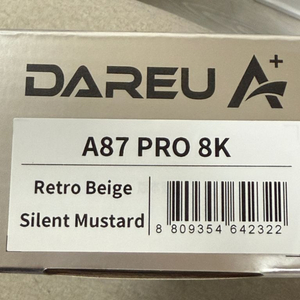 DAREU A+
A87 PRO 8K
Retro Beige
Silent Mustard
8 809354 642322